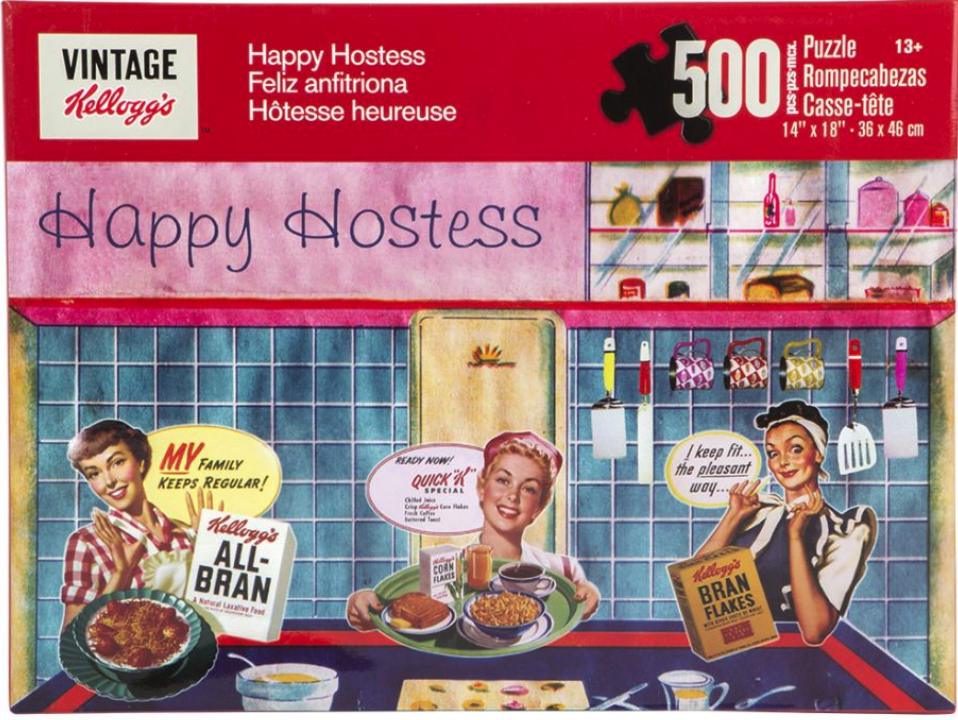 VINTAGE
Kellogg's
Happy Hostess
Feliz anfitriona
Hôtesse heureuse
500
pcs·pzs·mcx.
Puzzle 13+
Rompecabezas
Casse-tête
14" x 18" · 36 x 46 cm
Happy Hostess
MY FAMILY
KEEPS REGULAR!
Kellogg's
ALL-
BRAN
A Natural Laxative Food
READY NOW!
QUICK "K"
SPECIAL
Chilled Juice
Crisp Kellogg's Corn Flakes
Fresh Coffee
Buttered Toast
Kellogg's
CORN
FLAKES
I keep fit...
the pleasant
way....
Kellogg's
BRAN
FLAKES